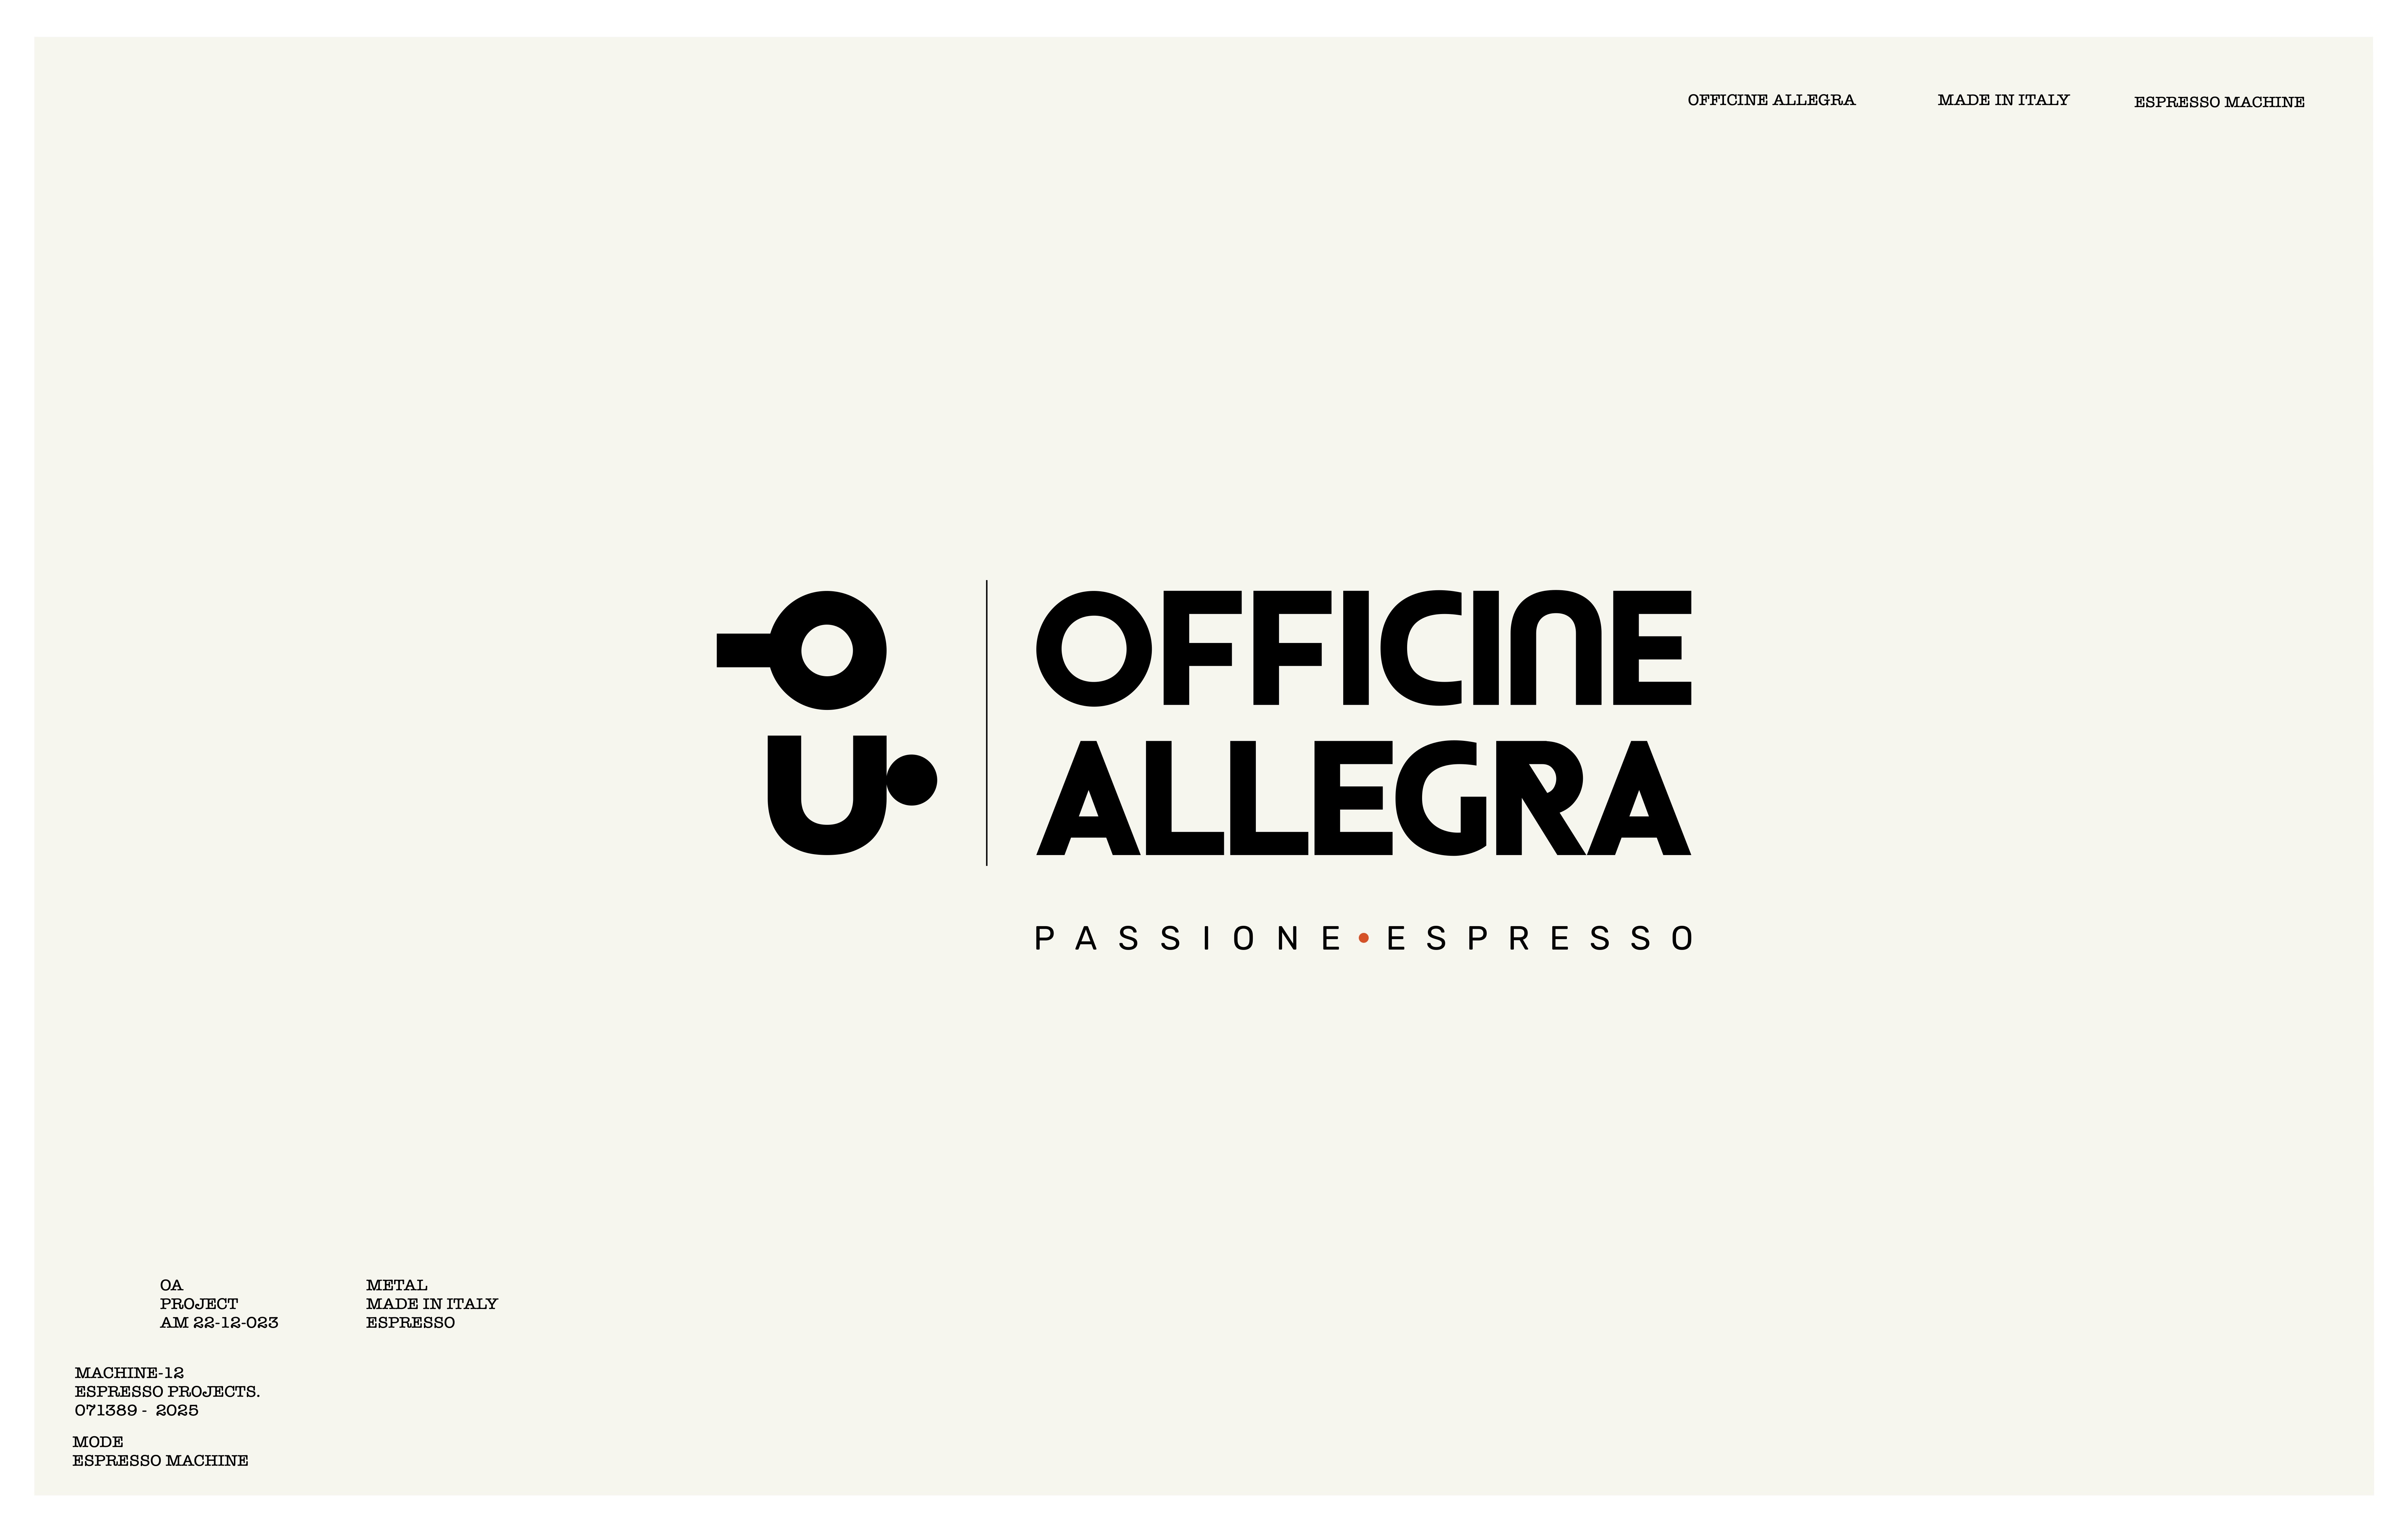 OFFICINE ALLEGRA
MADE IN ITALY
ESPRESSO MACHINE
OFFICINE
ALLEGRA
PASSIONE•ESPRESSO
OA
PROJECT
AM 22-12-023
METAL
MADE IN ITALY
ESPRESSO
MACHINE-12
ESPRESSO PROJECTS.
071389 - 2025
MODE
ESPRESSO MACHINE